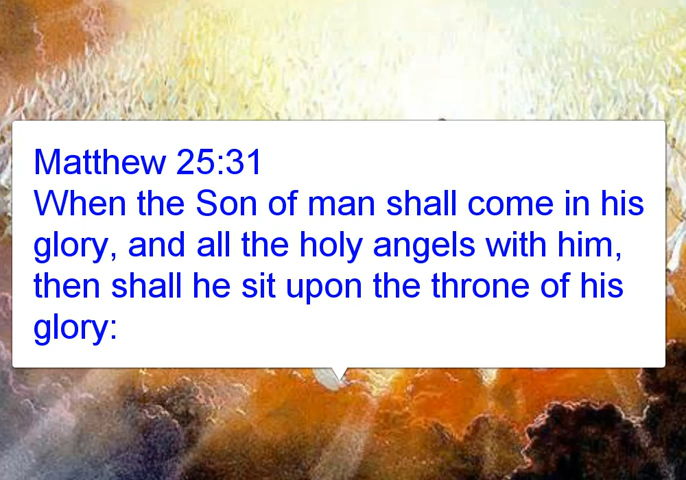 Matthew 25:31
When the Son of man shall come in his
glory, and all the holy angels with him,
then shall he sit upon the throne of his
glory: